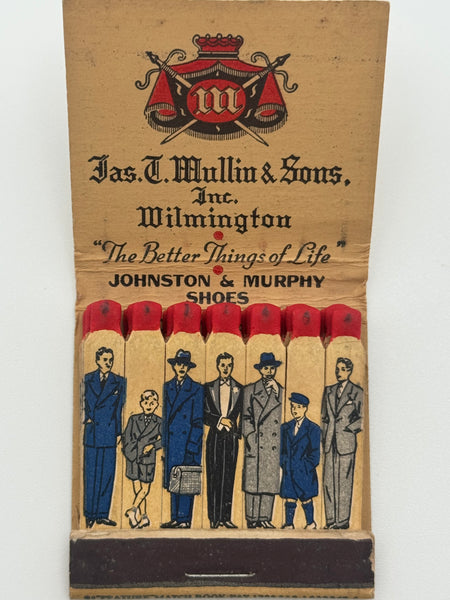 m
Jas. T. Mullin & Sons,
Inc.
Wilmington
"The Better Things of Life"
JOHNSTON & MURPHY
SHOES